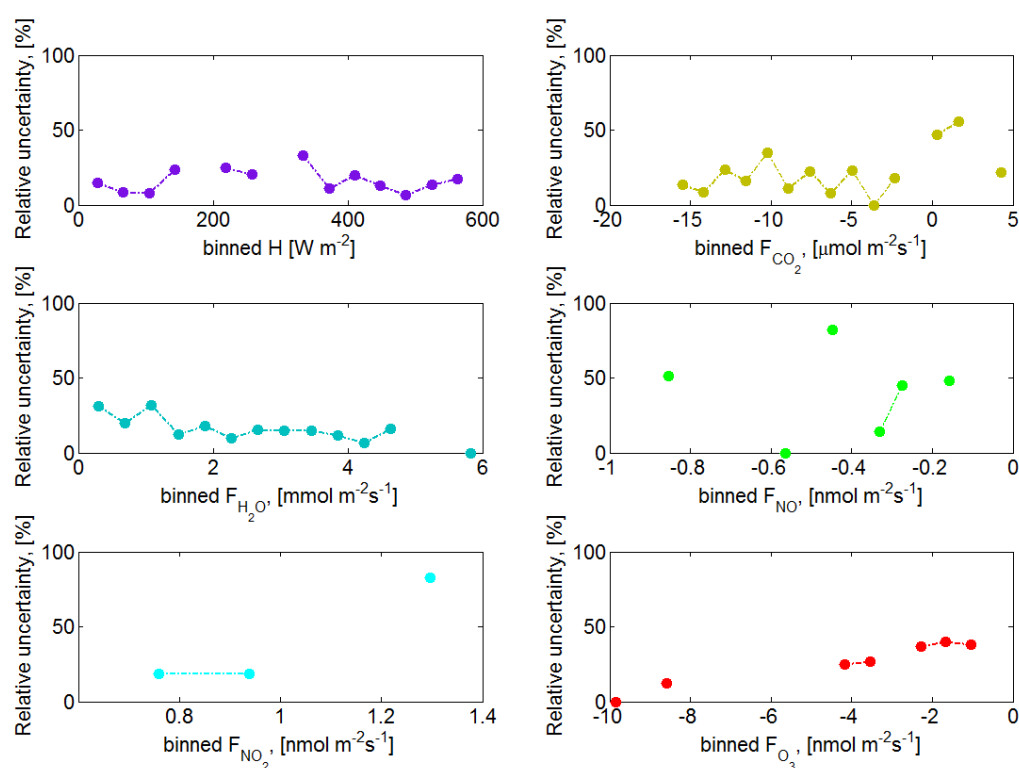 Relative uncertainty, [%]
100
50
0
0 200 400 600
binned H [W m-2]
Relative uncertainty, [%]
100
50
0
-20 -15 -10 -5 0 5
binned FCO2, [μmol m-2s-1]
Relative uncertainty, [%]
100
50
0
0 2 4 6
binned FH2O, [mmol m-2s-1]
Relative uncertainty, [%]
100
50
0
-1 -0.8 -0.6 -0.4 -0.2 0
binned FNO, [nmol m-2s-1]
Relative uncertainty, [%]
100
50
0
0.8 1 1.2 1.4
binned FNO2, [nmol m-2s-1]
Relative uncertainty, [%]
100
50
0
-10 -8 -6 -4 -2 0
binned FO3, [nmol m-2s-1]